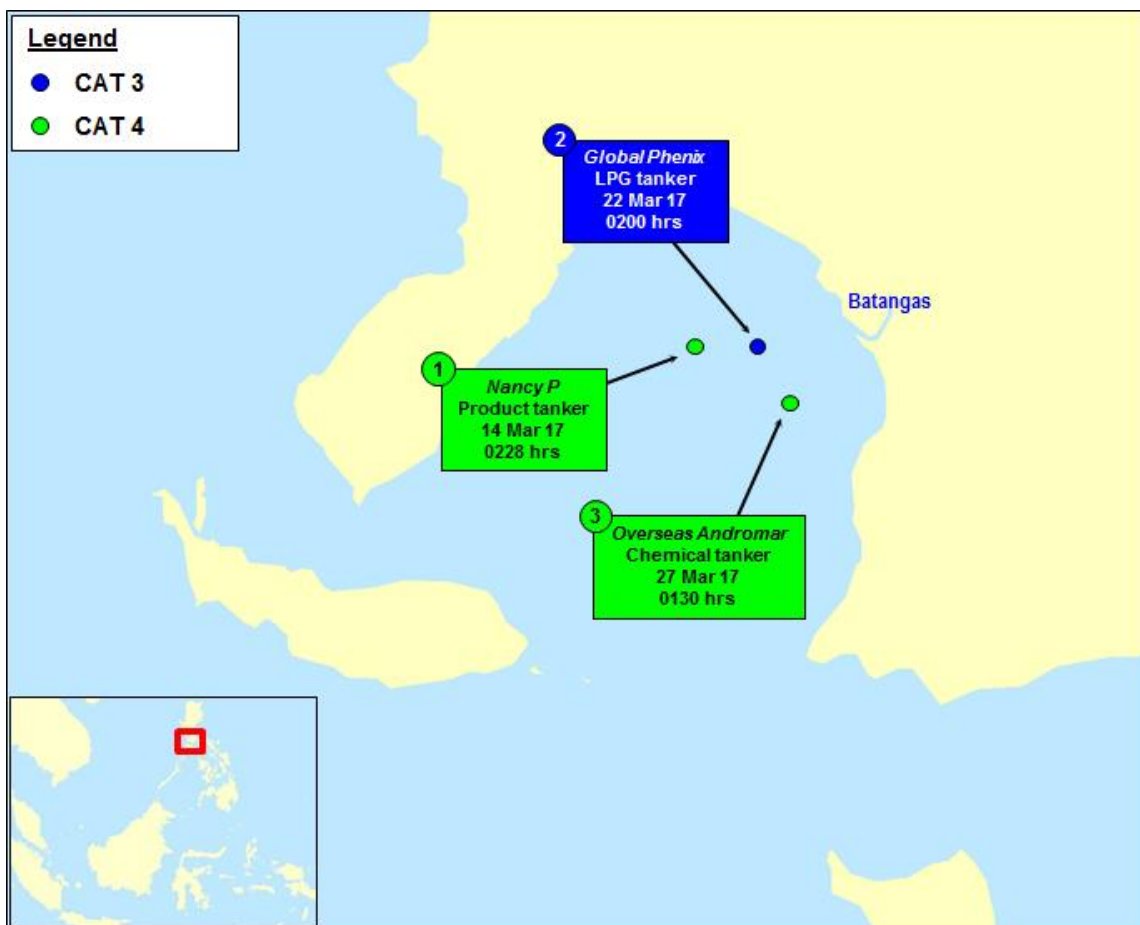 Legend
CAT 3
CAT 4
2
Global Phenix
LPG tanker
22 Mar 17
0200 hrs
Batangas
1
Nancy P
Product tanker
14 Mar 17
0228 hrs
3
Overseas Andromar
Chemical tanker
27 Mar 17
0130 hrs